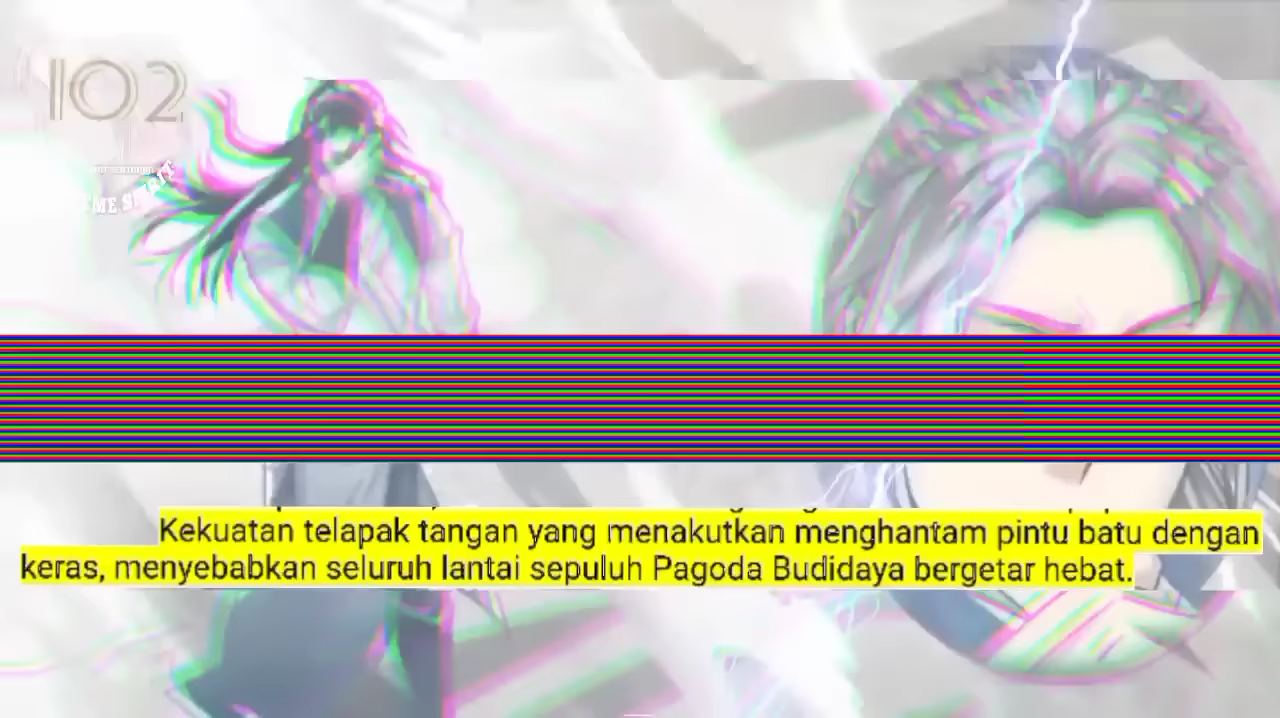 102
Kekuatan telapak tangan yang menakutkan menghantam pintu batu dengan
keras, menyebabkan seluruh lantai sepuluh Pagoda Budidaya bergetar hebat.